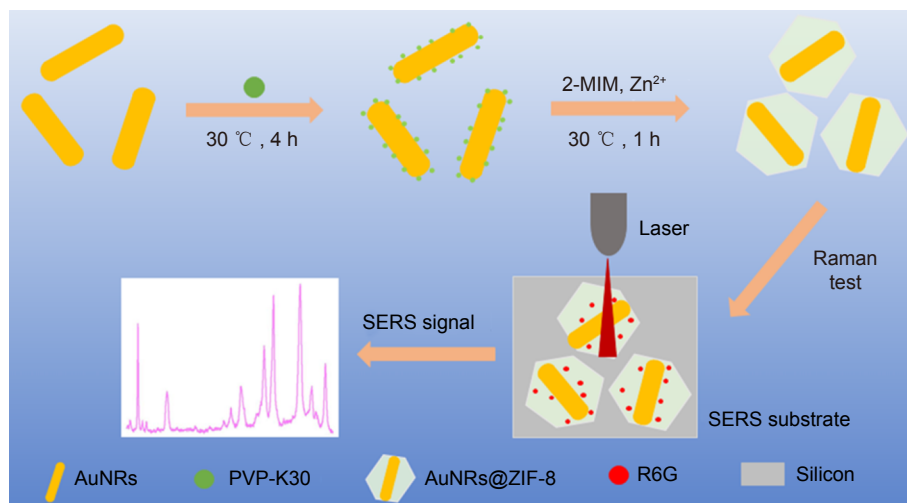 2-MIM, Zn²⁺
30 ℃ , 4 h
30 ℃ , 1 h
Laser
Raman
test
SERS signal
SERS substrate
AuNRs
PVP-K30
AuNRs@ZIF-8
R6G
Silicon